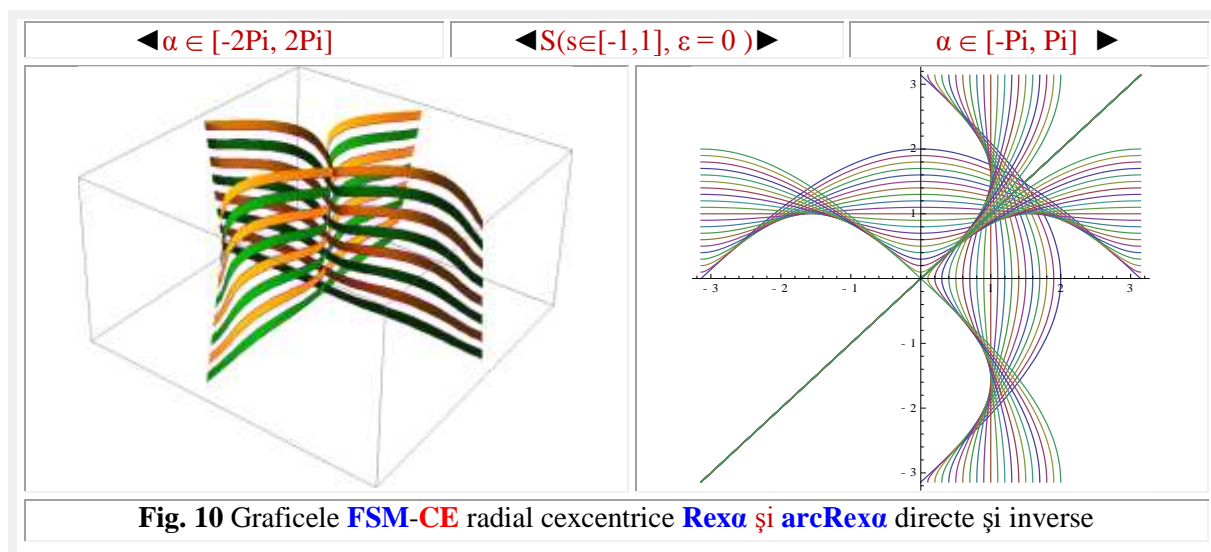 ◄ α ∈ [-2Pi, 2Pi]
◄ S(s∈[-1,1], ε = 0 ) ►
α ∈ [-Pi, Pi] ►
3
2
1
- 3 - 2 - 1 1 2 3
- 1
- 2
- 3
Fig. 10 Graficele FSM-CE radial cexcentrice Rexα şi arcRexα directe şi inverse